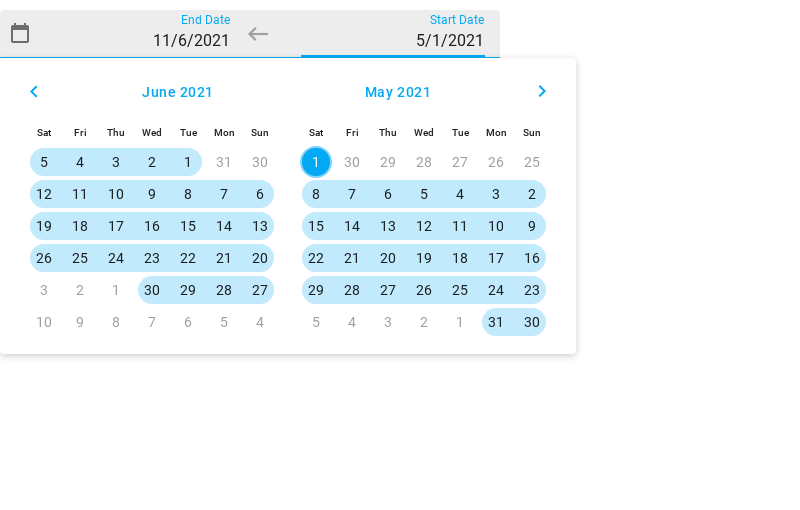 End Date Start Date
11/6/2021 5/1/2021
June 2021 May 2021
Sat Fri Thu Wed Tue Mon Sun Sat Fri Thu Wed Tue Mon Sun
5 4 3 2 1 31 30 1 30 29 28 27 26 25
12 11 10 9 8 7 6 8 7 6 5 4 3 2
19 18 17 16 15 14 13 15 14 13 12 11 10 9
26 25 24 23 22 21 20 22 21 20 19 18 17 16
3 2 1 30 29 28 27 29 28 27 26 25 24 23
10 9 8 7 6 5 4 5 4 3 2 1 31 30